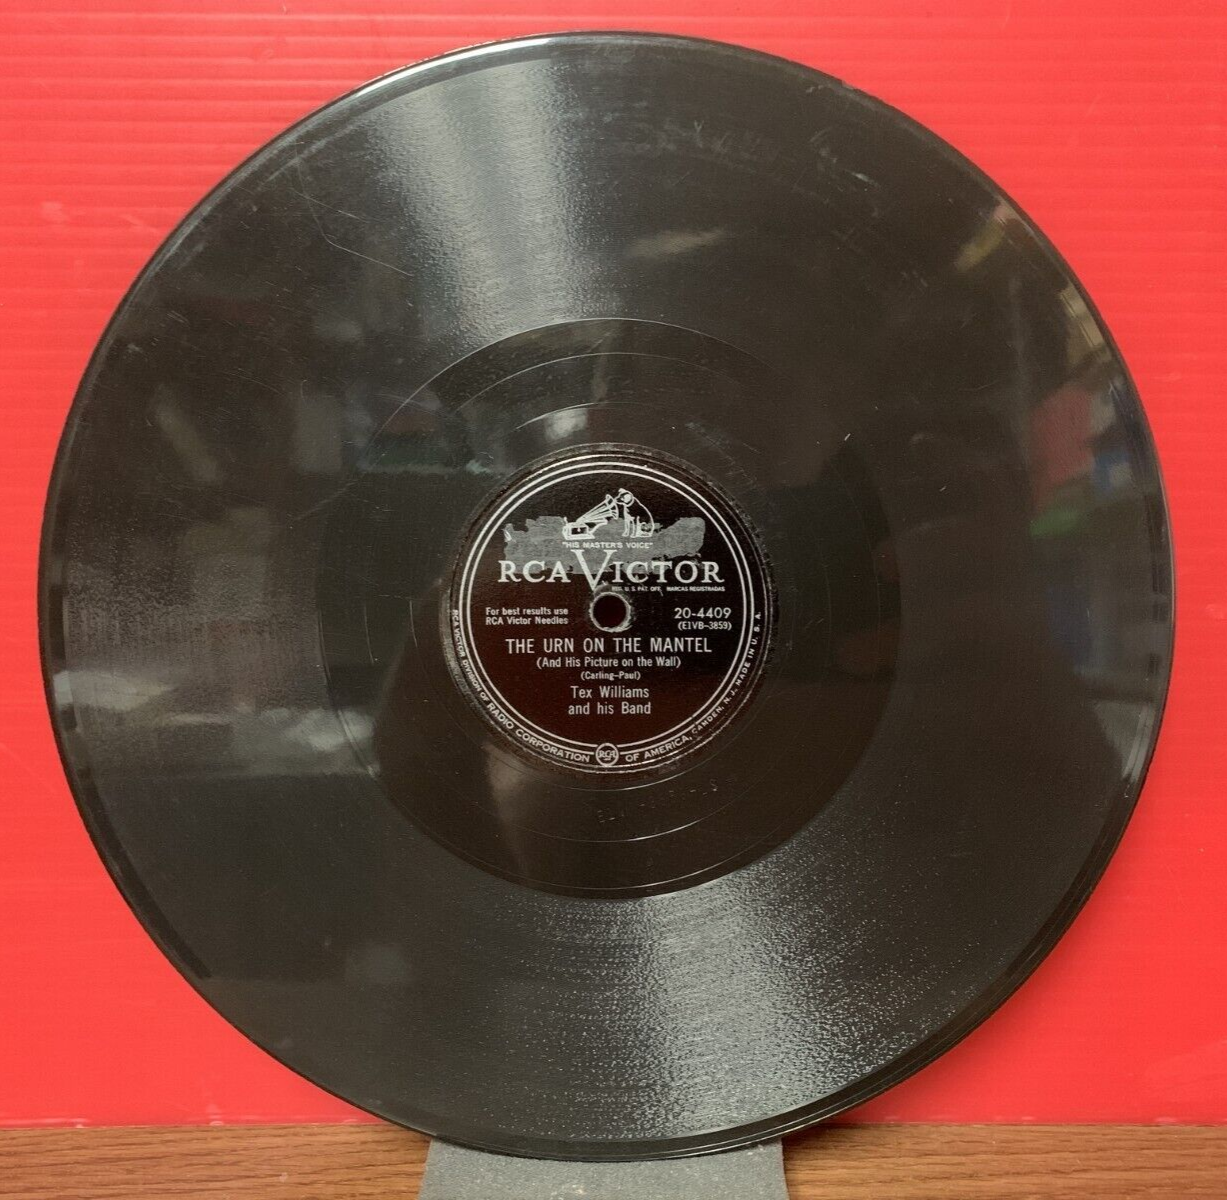 "HIS MASTER'S VOICE"
RCA VICTOR
REG. U. S. PAT. OFF. MARCAS REGISTRADAS
For best results use
RCA Victor Needles
20-4409
(E1VB-3859)
THE URN ON THE MANTEL
(And His Picture on the Wall)
(Carling-Paul)
Tex Williams
and his Band
RCA VICTOR DIVISION OF RADIO CORPORATION RCA OF AMERICA, CAMDEN, N. J. MADE IN U. S. A.